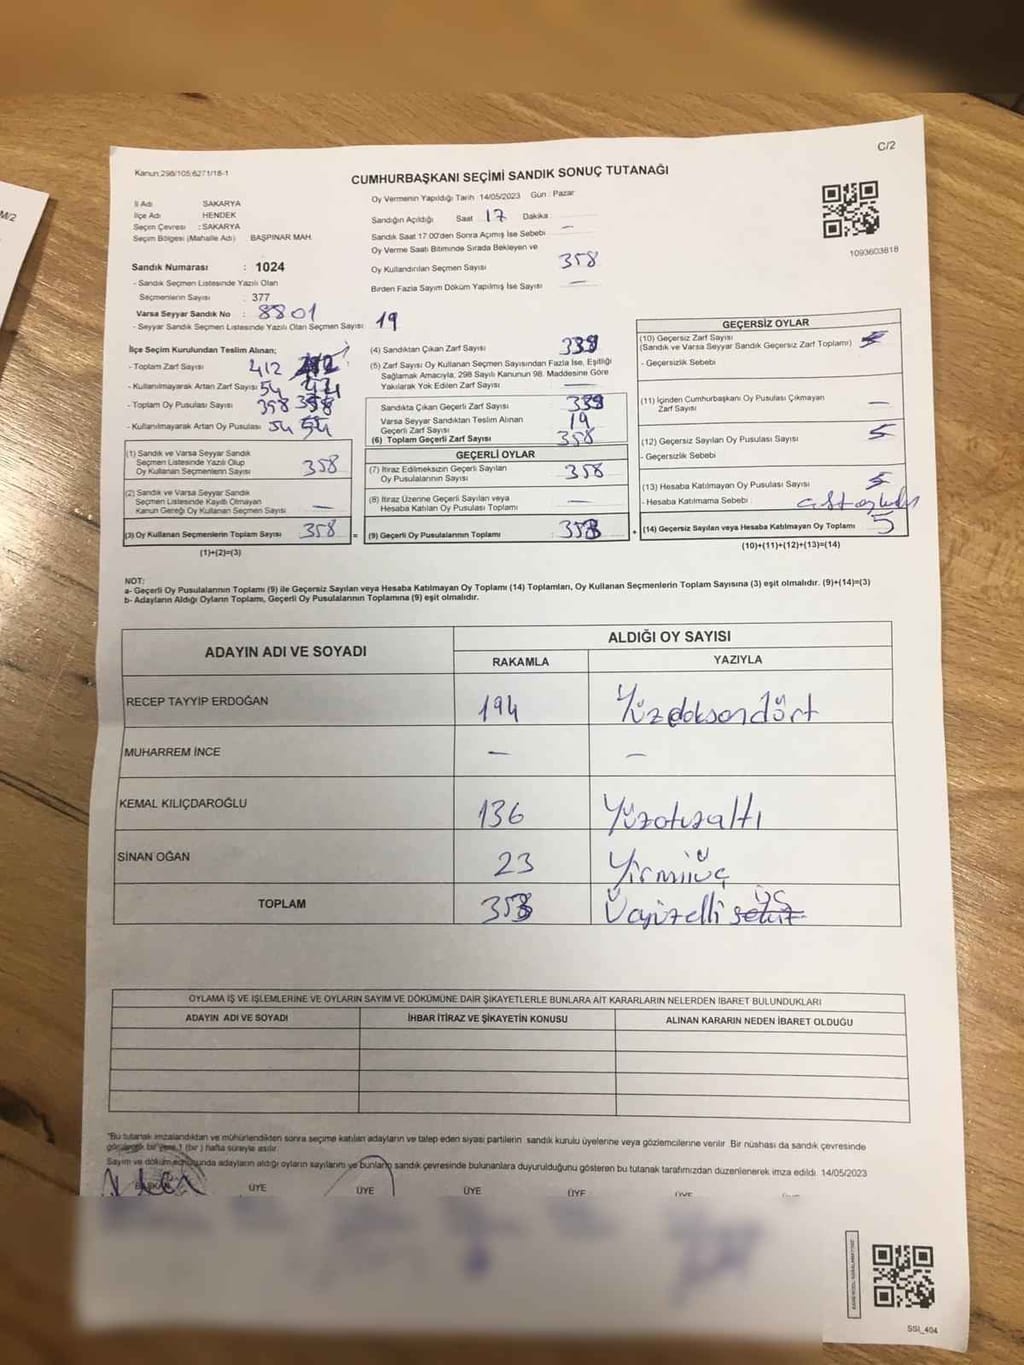 C/2
Kanun:298/105;6271/18-1
CUMHURBAŞKANI SEÇİMİ SANDIK SONUÇ TUTANAĞI
İl Adı SAKARYA
İlçe Adı HENDEK
Seçim Çevresi : SAKARYA
Seçim Bölgesi (Mahalle Adı) BAŞPINAR MAH.
Sandık Numarası : 1024
- Sandık Seçmen Listesinde Yazılı Olan
Seçmenlerin Sayısı : 377
Varsa Seyyar Sandık No : 8801
- Seyyar Sandık Seçmen Listesinde Yazılı Olan Seçmen Sayısı 19
Oy Vermenin Yapıldığı Tarih :14/05/2023 Gün : Pazar
Sandığın Açıldığı Saat 17 Dakika :
Sandık Saat 17:00'den Sonra Açımış İse Sebebi —
Oy Verme Saati Bitiminde Sırada Bekleyen ve
Oy Kullandırılan Seçmen Sayısı 358
Birden Fazla Sayım Döküm Yapılmış İse Sayısı —
1093603818
İlçe Seçim Kurulundan Teslim Alınan;
- Toplam Zarf Sayısı 412
- Kullanılmayarak Artan Zarf Sayısı 54
- Toplam Oy Pusulası Sayısı 358 358
- Kullanılmayarak Artan Oy Pusulası 54 54
(1) Sandık ve Varsa Seyyar Sandık
Seçmen Listesinde Yazılı Olup
Oy Kullanan Seçmenlerin Sayısı 358
(2) Sandık ve Varsa Seyyar Sandık
Seçmen Listesinde Kayıtlı Olmayan
Kanun Gereği Oy Kullanan Seçmen Sayısı —
(3) Oy Kullanan Seçmenlerin Toplam Sayısı 358
(1)+(2)=(3)
(4) Sandıktan Çıkan Zarf Sayısı 339
(5) Zarf Sayısı Oy Kullanan Seçmen Sayısından Fazla İse, Eşitliği
Sağlamak Amacıyla, 298 Sayılı Kanunun 98. Maddesine Göre
Yakılarak Yok Edilen Zarf Sayısı —
Sandıkta Çıkan Geçerli Zarf Sayısı 339
Varsa Seyyar Sandıktan Teslim Alınan
Geçerli Zarf Sayısı 19
(6) Toplam Geçerli Zarf Sayısı 358
GEÇERLİ OYLAR
(7) İtiraz Edilmeksizin Geçerli Sayılan
Oy Pusulalarının Sayısı 358
(8) İtiraz Üzerine Geçerli Sayılan veya
Hesaba Katılan Oy Pusulası Toplamı —
(9) Geçerli Oy Pusulalarının Toplamı 353
GEÇERSİZ OYLAR
(10) Geçersiz Zarf Sayısı
(Sandık ve Varsa Seyyar Sandık Geçersiz Zarf Toplamı)
- Geçersizlik Sebebi
(11) İçinden Cumhurbaşkanı Oy Pusulası Çıkmayan
Zarf Sayısı —
(12) Geçersiz Sayılan Oy Pusulası Sayısı 5
- Geçersizlik Sebebi
(13) Hesaba Katılmayan Oy Pusulası Sayısı
- Hesaba Katılmama Sebebi :
(14) Geçersiz Sayılan veya Hesaba Katılmayan Oy Toplamı 5
(10)+(11)+(12)+(13)=(14)
NOT:
a- Geçerli Oy Pusulalarının Toplamı (9) ile Geçersiz Sayılan veya Hesaba Katılmayan Oy Toplamı (14) Toplamları, Oy Kullanan Seçmenlerin Toplam Sayısına (3) eşit olmalıdır. (9)+(14)=(3)
b- Adayların Aldığı Oyların Toplamı, Geçerli Oy Pusulalarının Toplamına (9) eşit olmalıdır.
ADAYIN ADI VE SOYADI
ALDIĞI OY SAYISI
RAKAMLA YAZIYLA
RECEP TAYYİP ERDOĞAN 194 Yüzdoksandört
MUHARREM İNCE — —
KEMAL KILIÇDAROĞLU 136 Yüzotuzaltı
SİNAN OĞAN 23 Yirmiüç
TOPLAM 353 Üçyüzelli sekiz üç
OYLAMA İŞ VE İŞLEMLERİNE VE OYLARIN SAYIM VE DÖKÜMÜNE DAİR ŞİKAYETLERLE BUNLARA AİT KARARLARIN NELERDEN İBARET BULUNDUKLARI
ADAYIN ADI VE SOYADI İHBAR İTİRAZ VE ŞİKAYETİN KONUSU ALINAN KARARIN NEDEN İBARET OLDUĞU
"Bu tutanak imzalandıktan ve mühürlendikten sonra seçime katılan adayların ve talep eden siyasi partilerin sandık kurulu üyelerine veya gözlemcilerine verilir. Bir nüshası da sandık çevresinde
görülecek bir yere 1 (bir) hafta süreyle asılır.
Sayım ve döküm sonucunda adayların aldığı oyların sayılarını ve bunların sandık çevresinde bulunanlara duyurulduğunu gösteren bu tutanak tarafımızdan düzenlenerek imza edildi. 14/05/2023
BAŞKAN ÜYE ÜYE ÜYE ÜYE ÜYE
SSI_404
M/2